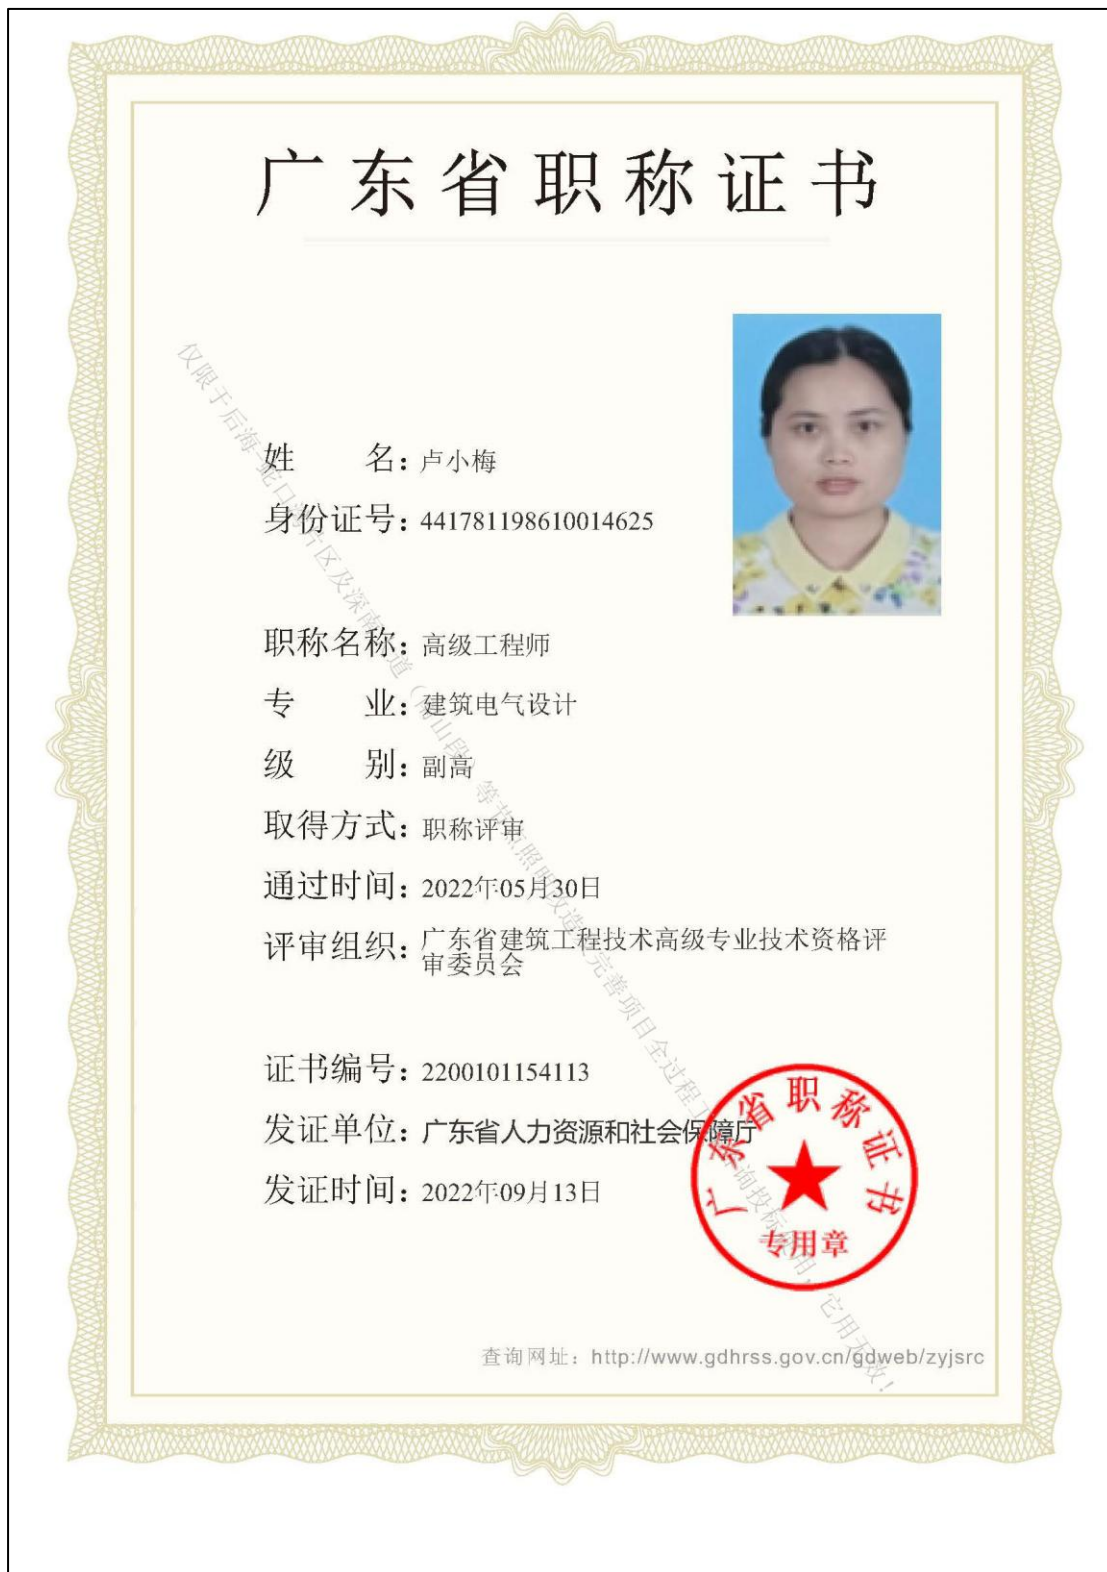 广东省职称证书
姓名：卢小梅
身份证号：441781198610014625
职称名称：高级工程师
专业：建筑电气设计
级别：副高
取得方式：职称评审
通过时间：2022年05月30日
评审组织：广东省建筑工程技术高级专业技术资格评
审委员会
证书编号：2200101154113
发证单位：广东省人力资源和社会保障厅
发证时间：2022年09月13日
广东省职称证书
专用章
查询网址：http://www.gdhrss.gov.cn/gdweb/zyjsrc